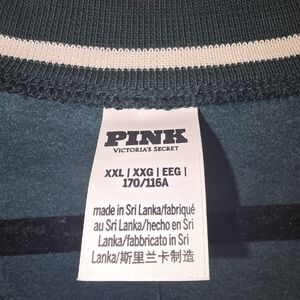 PINK
VICTORIA'S SECRET
XXL | XXG | EEG |
170/116A
made in Sri Lanka/fabriqué
au Sri Lanka/hecho en Sri
Lanka/fabbricato in Sri
Lanka/斯里兰卡制造